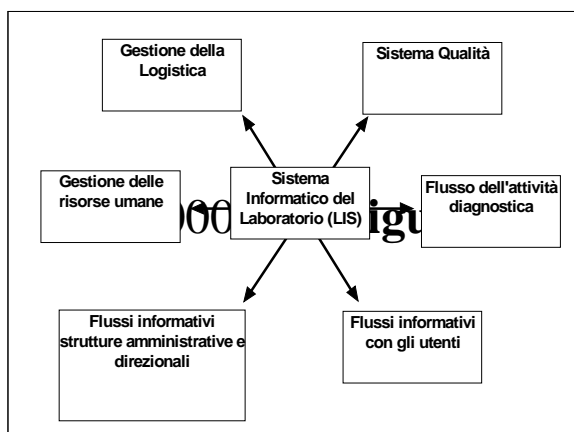 Gestione della
Logistica
Sistema Qualità
Gestione delle
risorse umane
Sistema
Informatico del
Laboratorio (LIS)
Flusso dell'attività
diagnostica
Flussi informativi
strutture amministrative e
direzionali
Flussi informativi
con gli utenti